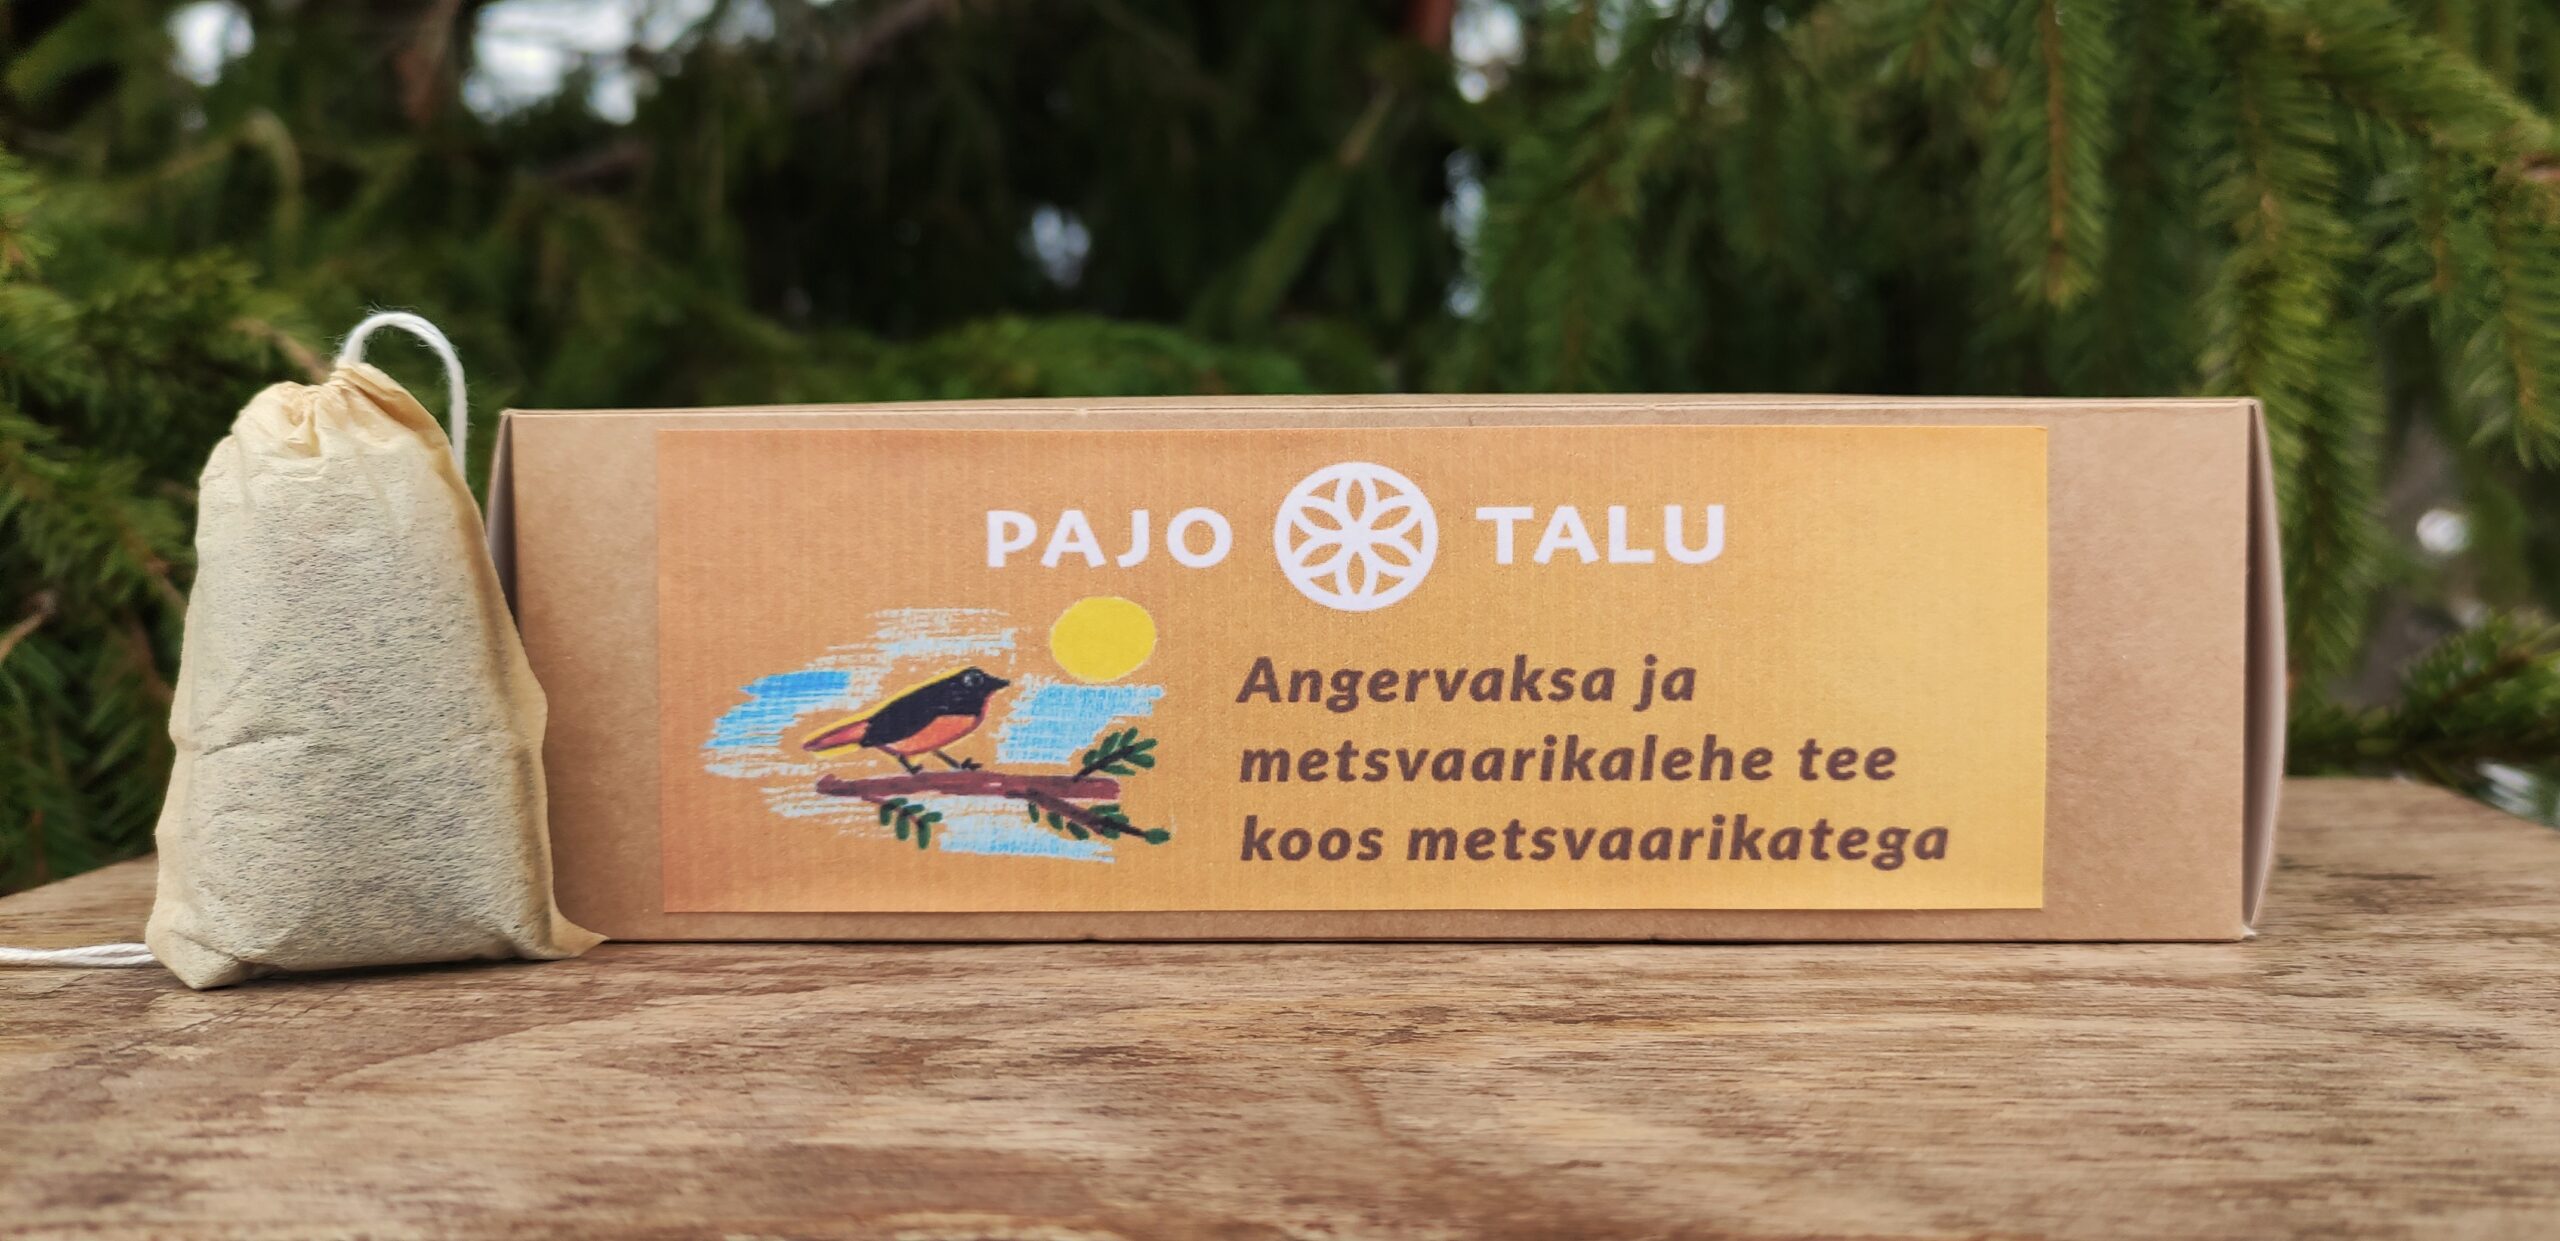 PAJO TALU
Angervaksa ja
metsvaarikalehe tee
koos metsvaarikatega